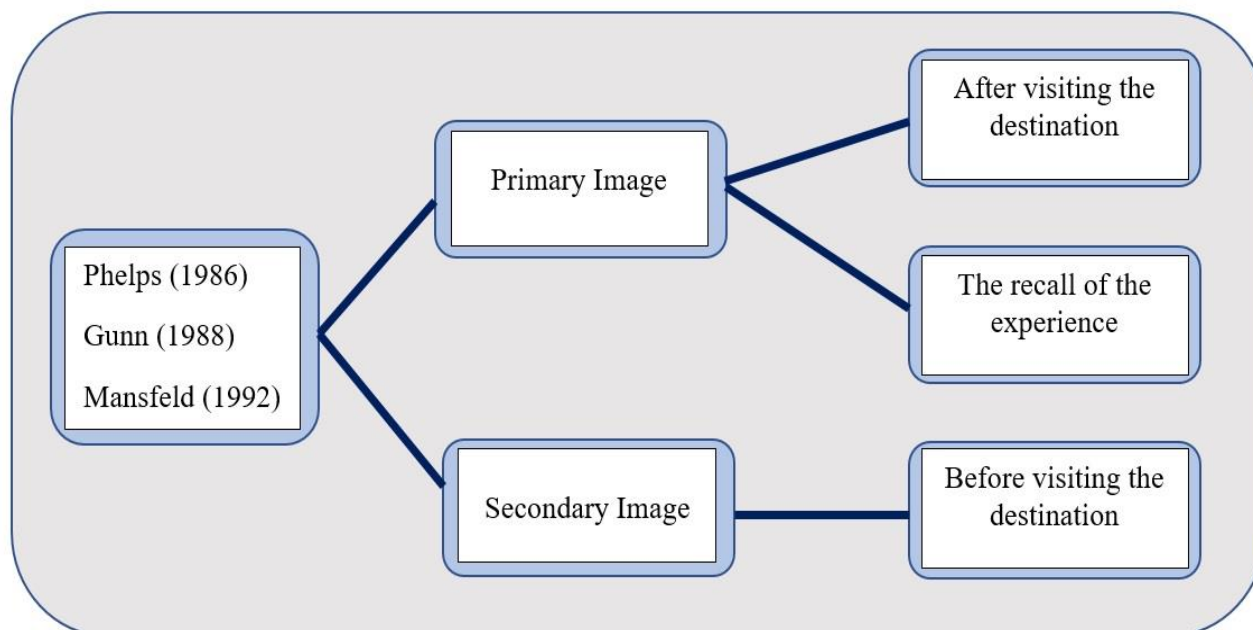 Phelps (1986)
Gunn (1988)
Mansfeld (1992)
Primary Image
Secondary Image
After visiting the
destination
The recall of the
experience
Before visiting the
destination